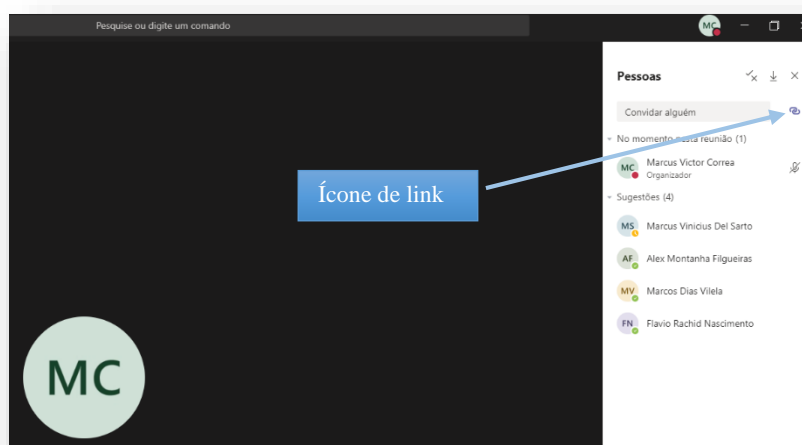 Pesquise ou digite um comando
MC
Pessoas
Convidar alguém
No momento nesta reunião (1)
MC
Marcus Victor Correa
Organizador
Ícone de link
Sugestões (4)
MS
Marcus Vinicius Del Sarto
AF
Alex Montanha Filgueiras
MV
Marcos Dias Vilela
FN
Flavio Rachid Nascimento
MC